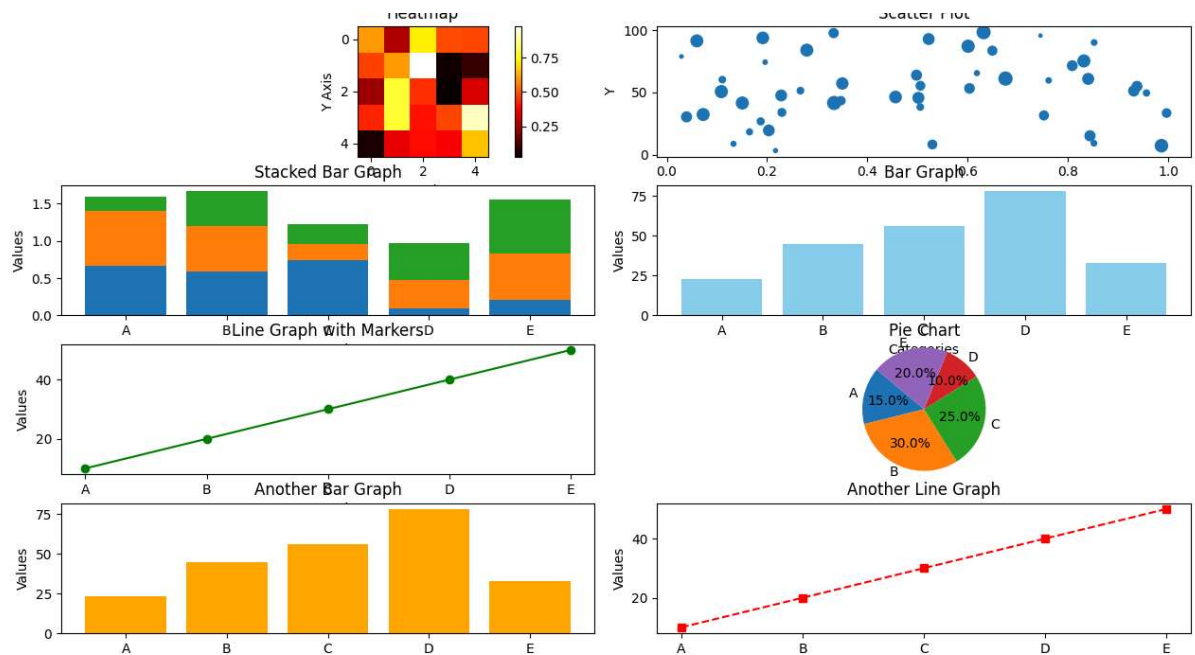 Heatmap
Y Axis
0
2
4
0
2
4
0.75
0.50
0.25
Scatter Plot
Y
100
50
0
0.0 0.2 0.4 0.6 0.8 1.0
Stacked Bar Graph
Values
1.5
1.0
0.5
0.0
A B C D E
Bar Graph
Values
75
50
25
0
A B C D E
Categories
Line Graph with Markers
Values
40
20
A B C D E
Pie Chart
E
D
A
C
B
20.0%
10.0%
15.0%
25.0%
30.0%
Another Bar Graph
Values
75
50
25
0
A B C D E
Another Line Graph
Values
40
20
A B C D E